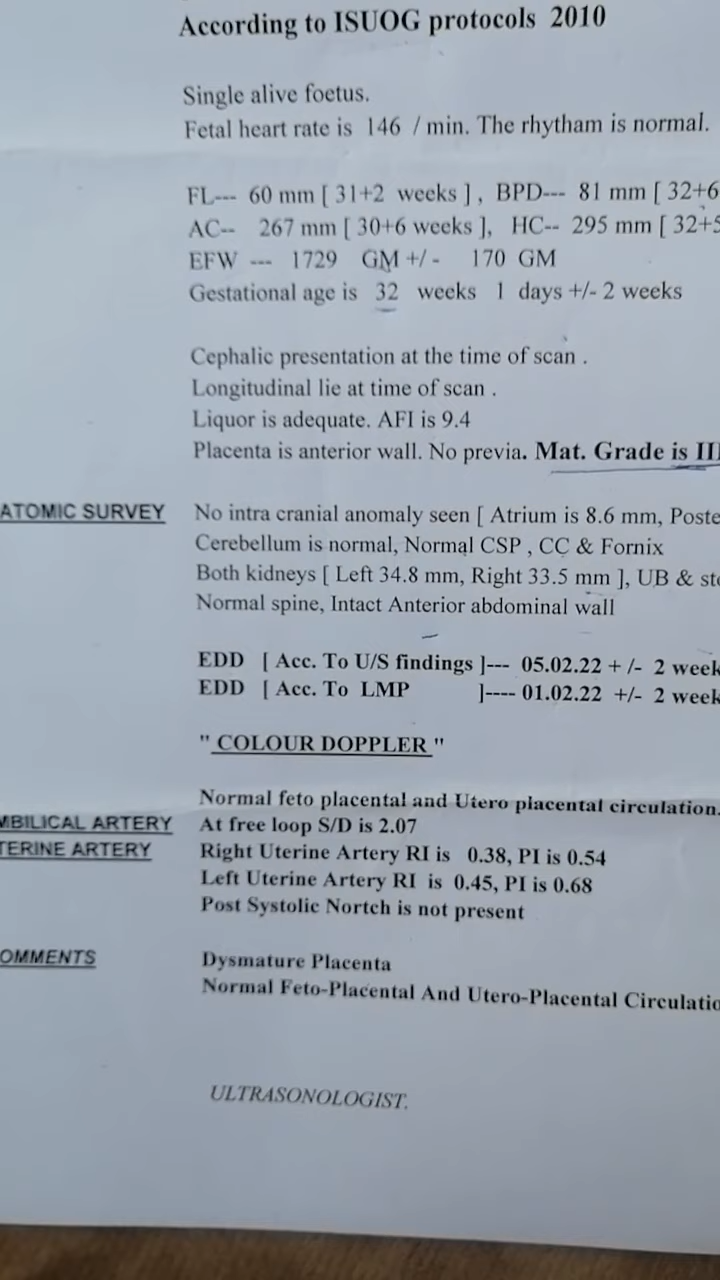 According to ISUOG protocols 2010
Single alive foetus.
Fetal heart rate is 146 / min. The rhytham is normal.
FL--- 60 mm [ 31+2 weeks ] , BPD--- 81 mm [ 32+6
AC-- 267 mm [ 30+6 weeks ], HC-- 295 mm [ 32+5
EFW --- 1729 GM +/- 170 GM
Gestational age is 32 weeks 1 days +/- 2 weeks
Cephalic presentation at the time of scan .
Longitudinal lie at time of scan .
Liquor is adequate. AFI is 9.4
Placenta is anterior wall. No previa. Mat. Grade is III
ATOMIC SURVEY No intra cranial anomaly seen [ Atrium is 8.6 mm, Poste
Cerebellum is normal, Normal CSP , CC & Fornix
Both kidneys [ Left 34.8 mm, Right 33.5 mm ], UB & sto
Normal spine, Intact Anterior abdominal wall
EDD [ Acc. To U/S findings ]--- 05.02.22 + /- 2 week
EDD [ Acc. To LMP ]---- 01.02.22 +/- 2 week
" COLOUR DOPPLER "
Normal feto placental and Utero placental circulation.
MBILICAL ARTERY At free loop S/D is 2.07
TERINE ARTERY Right Uterine Artery RI is 0.38, PI is 0.54
Left Uterine Artery RI is 0.45, PI is 0.68
Post Systolic Nortch is not present
OMMENTS Dysmature Placenta
Normal Feto-Placental And Utero-Placental Circulatio
ULTRASONOLOGIST.